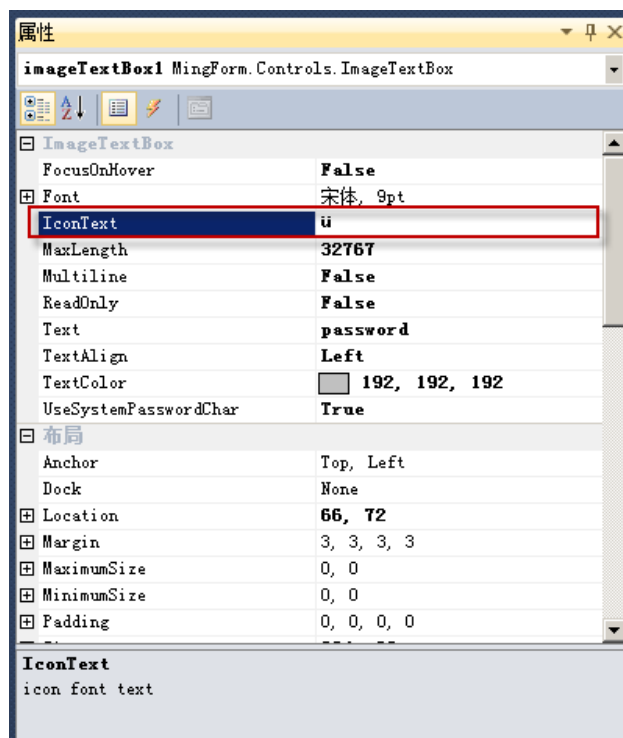 属性
imageTextBox1 MingForm.Controls.ImageTextBox
ImageTextBox
FocusOnHover False
Font 宋体, 9pt
IconText ü
MaxLength 32767
Multiline False
ReadOnly False
Text password
TextAlign Left
TextColor 192, 192, 192
UseSystemPasswordChar True
布局
Anchor Top, Left
Dock None
Location 66, 72
Margin 3, 3, 3, 3
MaximumSize 0, 0
MinimumSize 0, 0
Padding 0, 0, 0, 0
IconText
icon font text